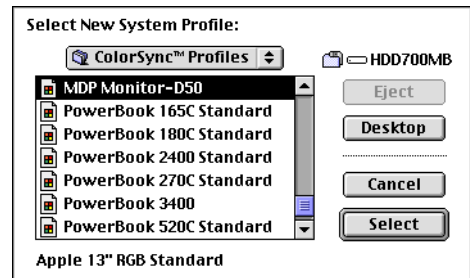 Select New System Profile:
ColorSync™ Profiles
HDD700MB
MDP Monitor-D50
PowerBook 165C Standard
PowerBook 180C Standard
PowerBook 2400 Standard
PowerBook 270C Standard
PowerBook 3400
PowerBook 520C Standard
Eject
Desktop
Cancel
Select
Apple 13" RGB Standard